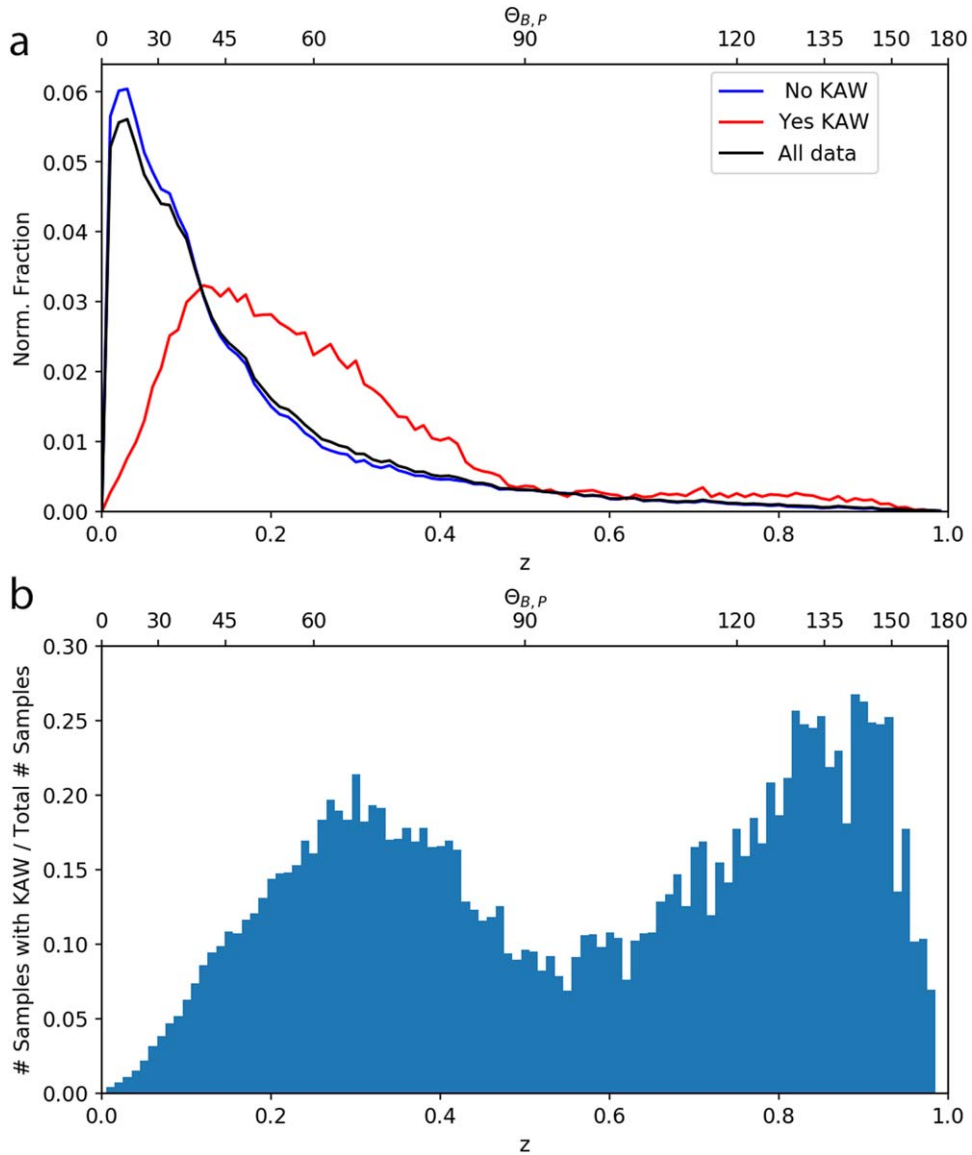 a
Θ_{B,P}
0 30 45 60 90 120 135 150 180
No KAW
Yes KAW
All data
Norm. Fraction
0.06
0.05
0.04
0.03
0.02
0.01
0.00
0.0 0.2 0.4 0.6 0.8 1.0
z
b
Θ_{B,P}
0 30 45 60 90 120 135 150 180
# Samples with KAW / Total # Samples
0.30
0.25
0.20
0.15
0.10
0.05
0.00
0.0 0.2 0.4 0.6 0.8 1.0
z